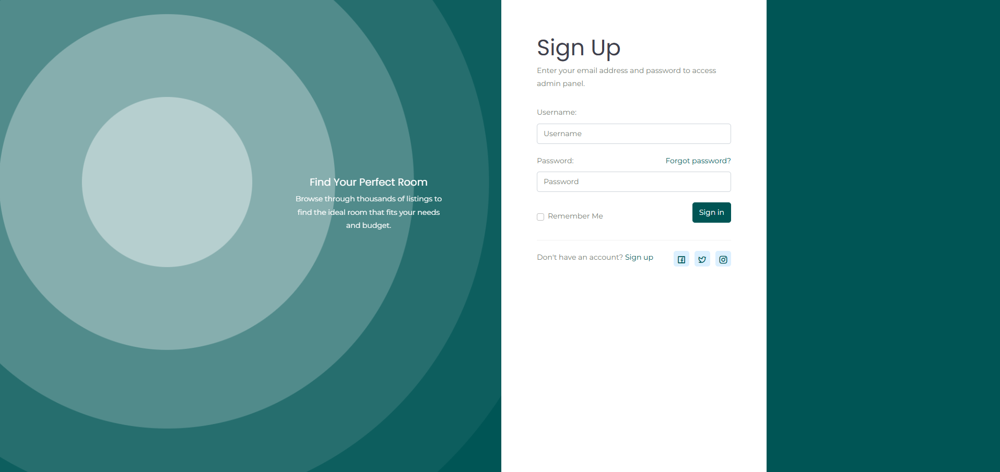 Find Your Perfect Room
Browse through thousands of listings to
find the ideal room that fits your needs
and budget.
Sign Up
Enter your email address and password to access
admin panel.
Username:
Username
Password: Forgot password?
Password
Remember Me Sign in
Don't have an account? Sign up